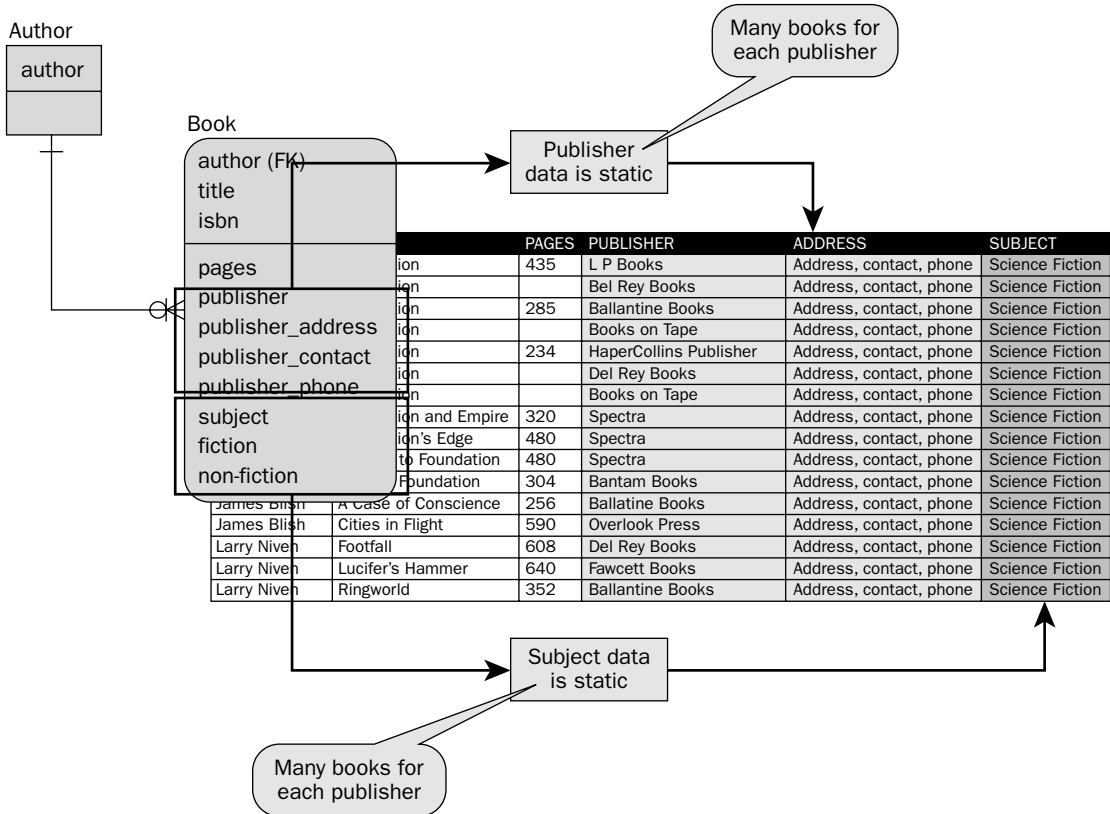 Many books for
each publisher
Author
author
Book
author (FK)
title
isbn
pages
publisher
publisher_address
publisher_contact
publisher_phone
subject
fiction
non-fiction
Publisher
data is static
PAGES PUBLISHER ADDRESS SUBJECT
ion 435 L P Books Address, contact, phone Science Fiction
ion Bel Rey Books Address, contact, phone Science Fiction
ion 285 Ballantine Books Address, contact, phone Science Fiction
ion Books on Tape Address, contact, phone Science Fiction
ion 234 HaperCollins Publisher Address, contact, phone Science Fiction
ion Del Rey Books Address, contact, phone Science Fiction
ion Books on Tape Address, contact, phone Science Fiction
ion and Empire 320 Spectra Address, contact, phone Science Fiction
ion's Edge 480 Spectra Address, contact, phone Science Fiction
to Foundation 480 Spectra Address, contact, phone Science Fiction
Foundation 304 Bantam Books Address, contact, phone Science Fiction
James Blish A Case of Conscience 256 Ballatine Books Address, contact, phone Science Fiction
James Blish Cities in Flight 590 Overlook Press Address, contact, phone Science Fiction
Larry Niven Footfall 608 Del Rey Books Address, contact, phone Science Fiction
Larry Niven Lucifer's Hammer 640 Fawcett Books Address, contact, phone Science Fiction
Larry Niven Ringworld 352 Ballantine Books Address, contact, phone Science Fiction
Subject data
is static
Many books for
each publisher